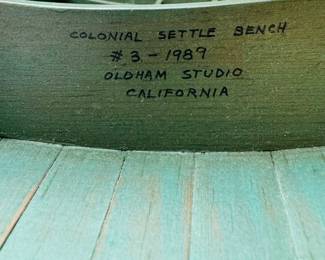 COLONIAL SETTLE BENCH
#3-1989
OLDHAM STUDIO
CALIFORNIA